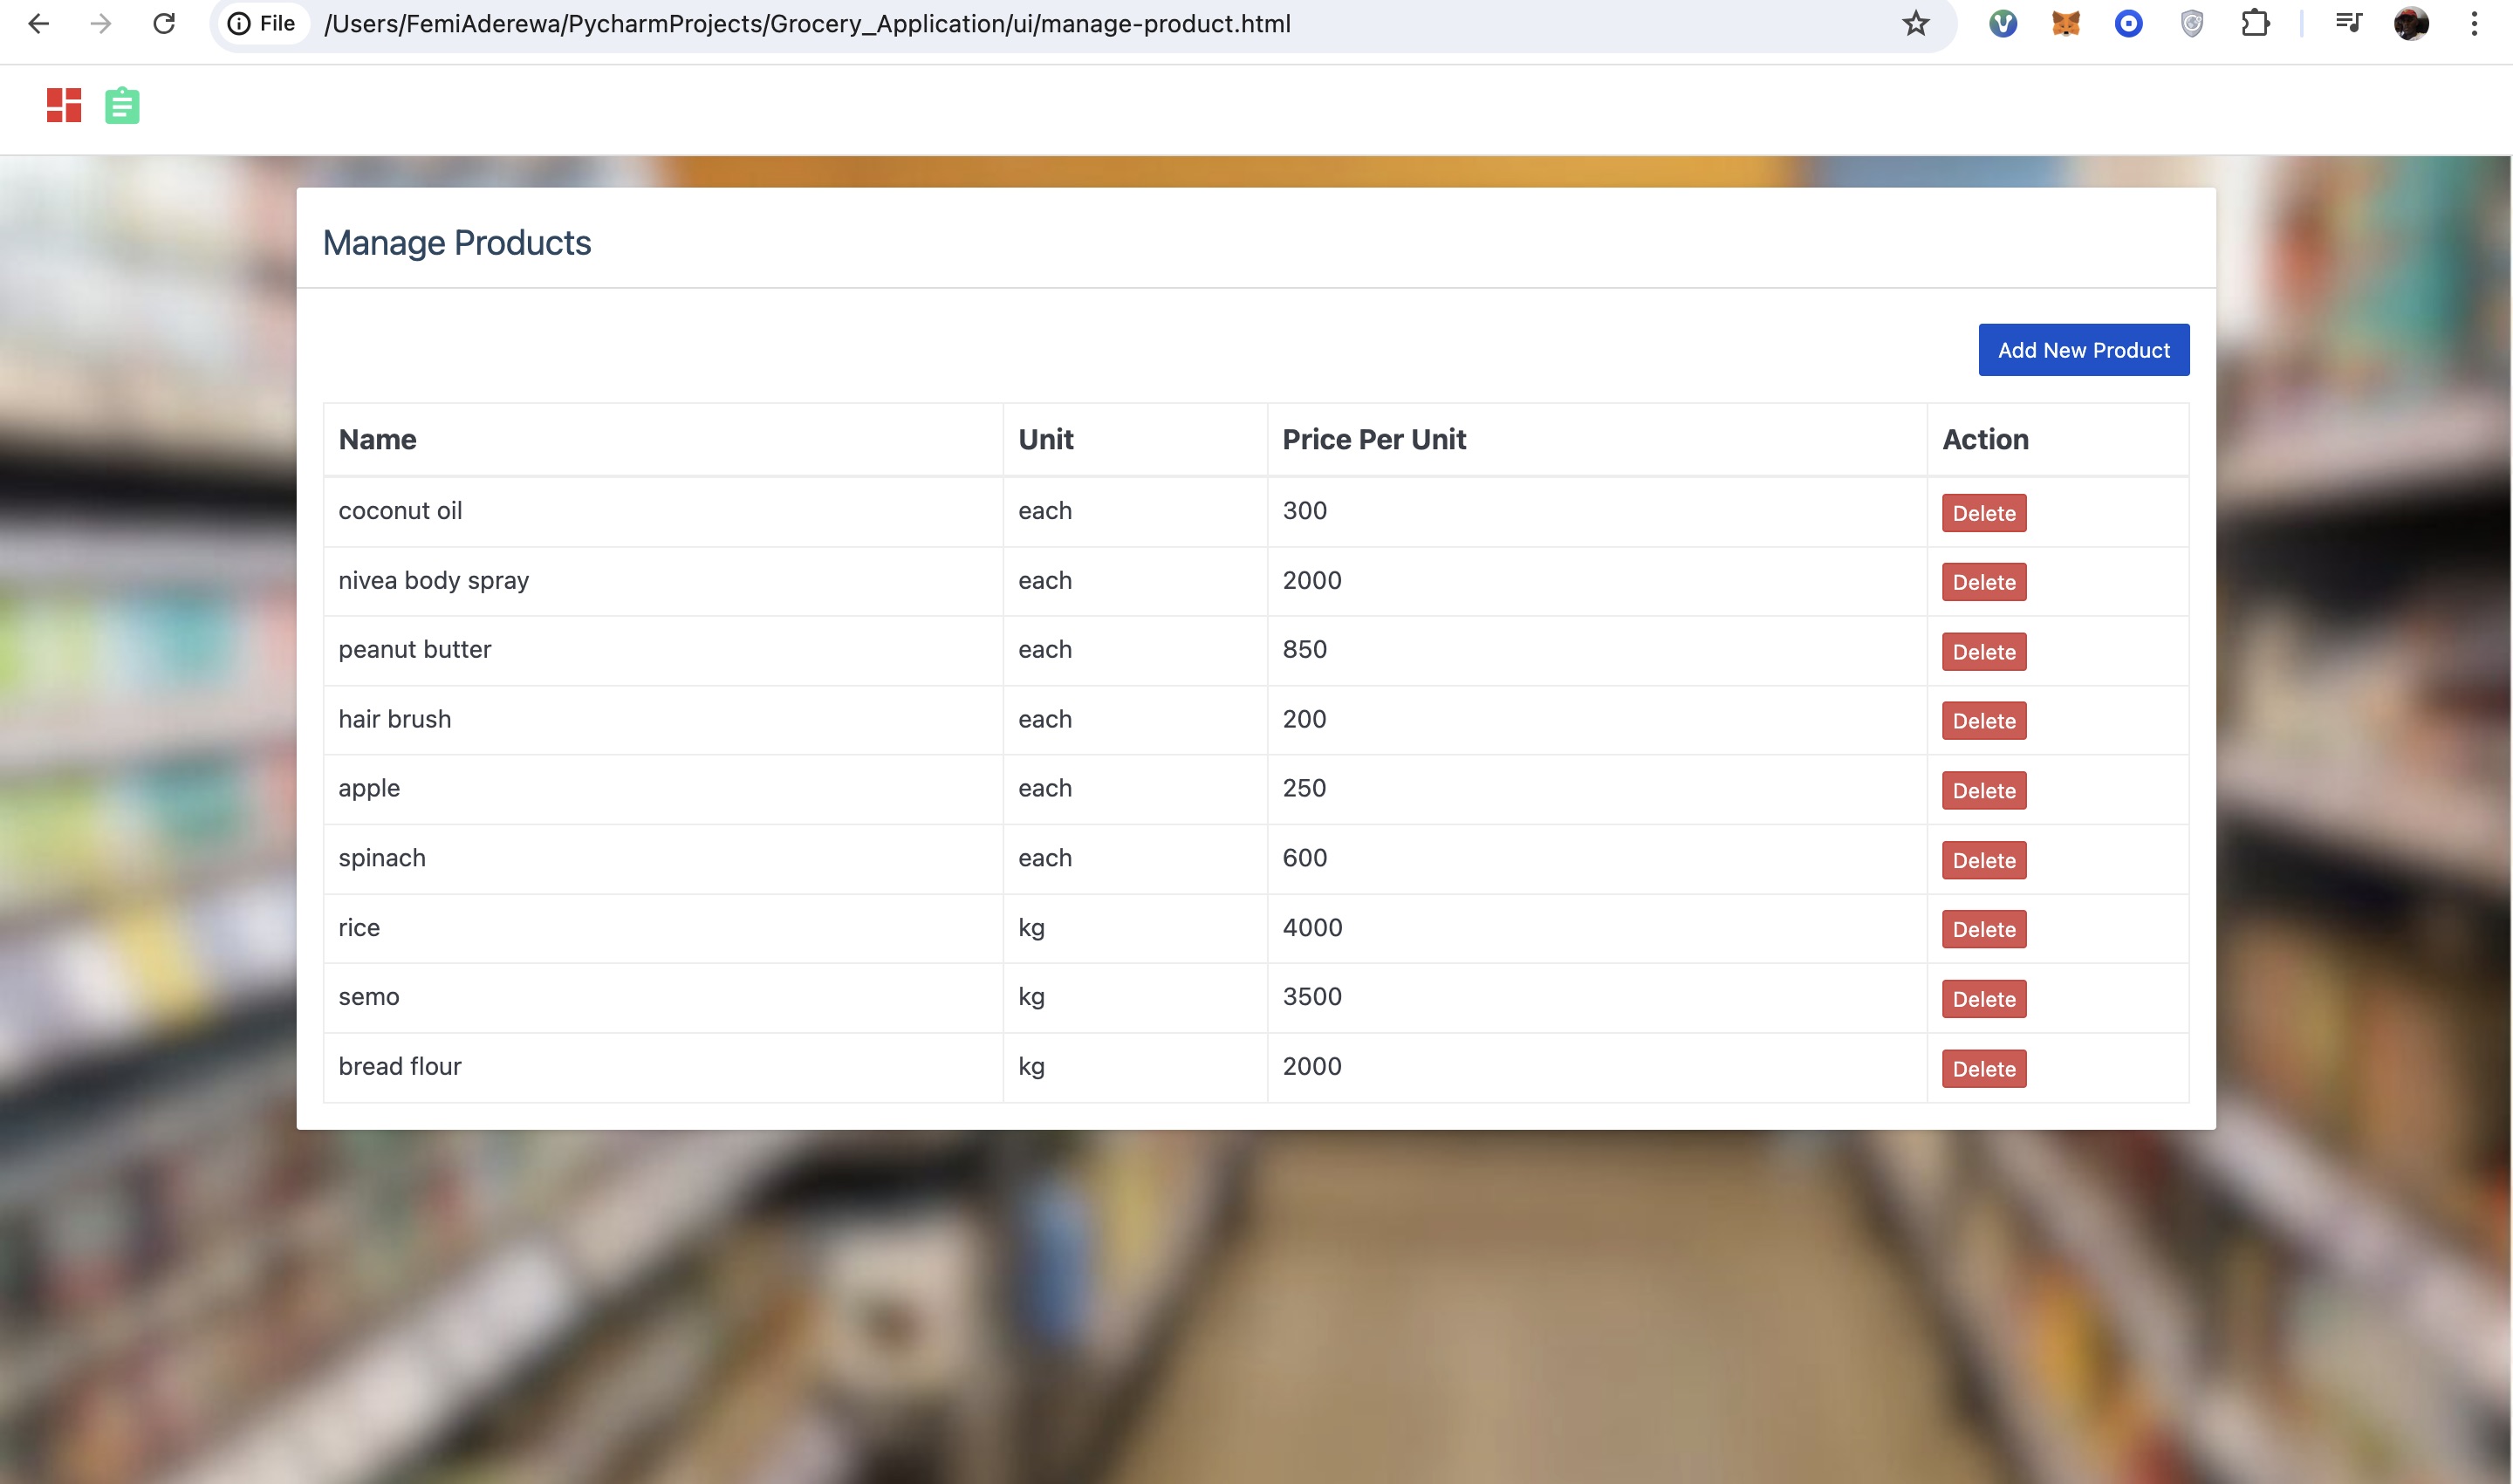 File /Users/FemiAderewa/PycharmProjects/Grocery_Application/ui/manage-product.html
Manage Products
Add New Product
Name Unit Price Per Unit Action
coconut oil each 300 Delete
nivea body spray each 2000 Delete
peanut butter each 850 Delete
hair brush each 200 Delete
apple each 250 Delete
spinach each 600 Delete
rice kg 4000 Delete
semo kg 3500 Delete
bread flour kg 2000 Delete